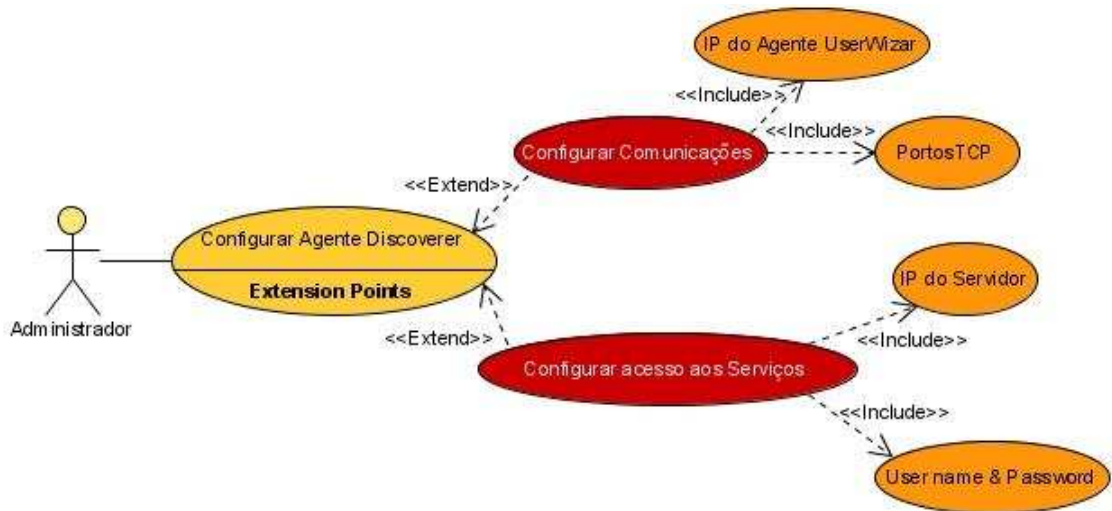 IP do Agente UserWizar
<<Include>>
<<Include>>
Configurar Comunicações
PortosTCP
<<Extend>>
Configurar Agente Discoverer
Extension Points
Administrador
IP do Servidor
<<Extend>>
<<Include>>
Configurar acesso aos Serviços
<<Include>>
User name & Password